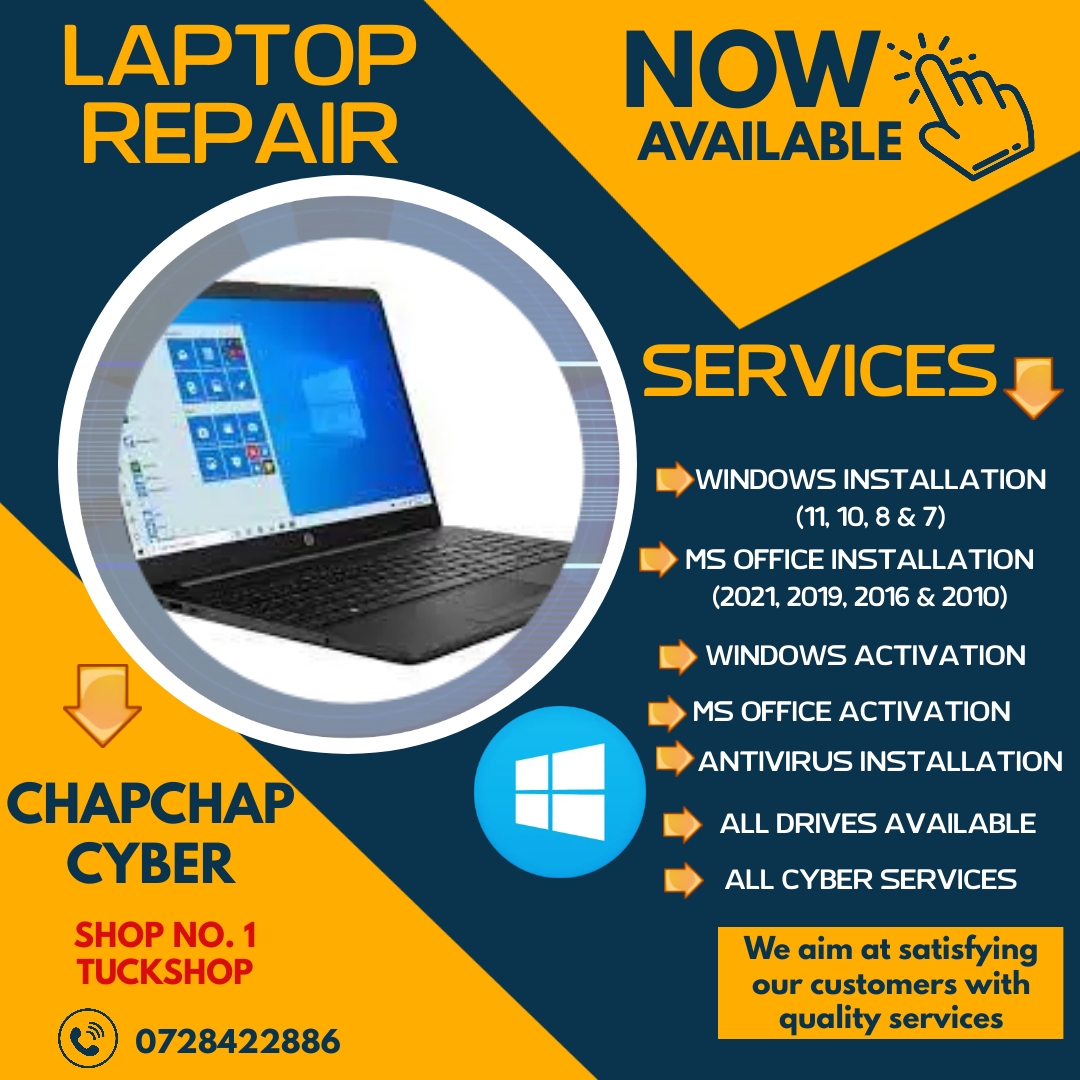 LAPTOP
REPAIR
NOW
AVAILABLE
SERVICES
WINDOWS INSTALLATION
(11, 10, 8 & 7)
MS OFFICE INSTALLATION
(2021, 2019, 2016 & 2010)
WINDOWS ACTIVATION
MS OFFICE ACTIVATION
ANTIVIRUS INSTALLATION
ALL DRIVES AVAILABLE
ALL CYBER SERVICES
CHAPCHAP
CYBER
SHOP NO. 1
TUCKSHOP
0728422886
We aim at satisfying
our customers with
quality services